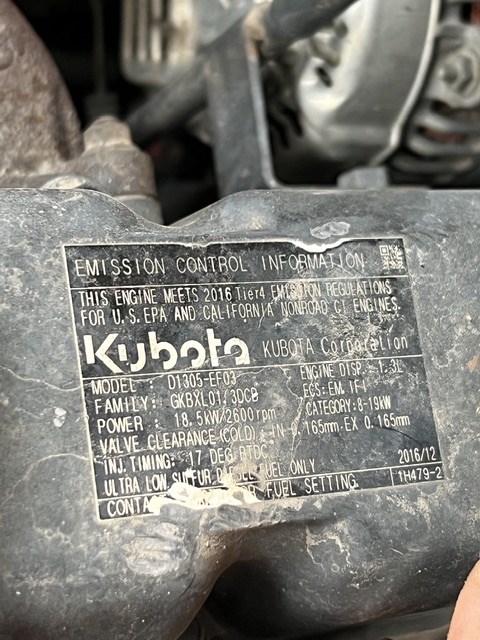 EMISSION CONTROL INFORMATION
THIS ENGINE MEETS 2016 Tier4 EMISSION REGULATIONS
FOR U.S. EPA AND CALIFORNIA NONROAD CI ENGINES.
Kubota KUBOTA Corporation
MODEL : D1305-EF03 ENGINE DISP.: 1.3L
FAMILY: ECS: EM, IFI
POWER : 18.5kW/2600rpm CATEGORY: 8-19kW
VALVE CLEARANCE(COLD): IN 0.165mm EX 0.165mm
INJ. TIMING: 17 DEG. BTDC 2016/12
ULTRA LOW SULFUR DIESEL FUEL ONLY
FUEL SETTING. 1H479-2